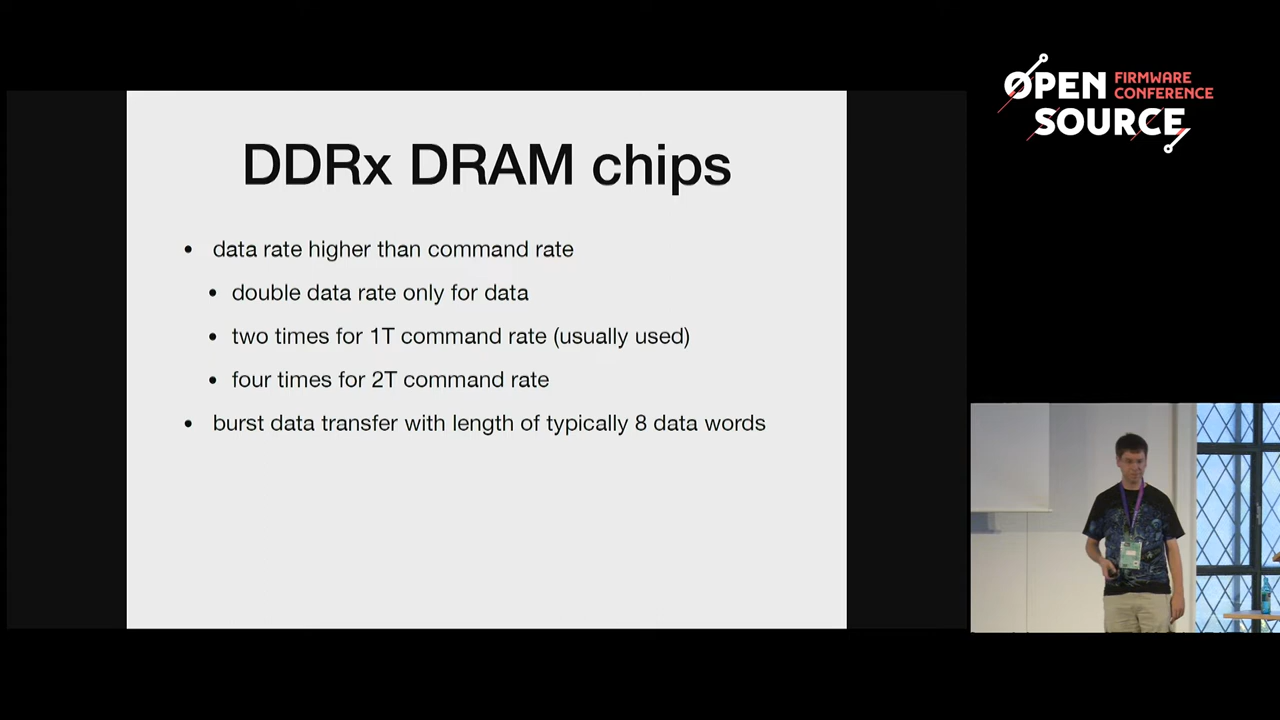 OPEN FIRMWARE
CONFERENCE
SOURCE
DDRx DRAM chips
• data rate higher than command rate
• double data rate only for data
• two times for 1T command rate (usually used)
• four times for 2T command rate
• burst data transfer with length of typically 8 data words